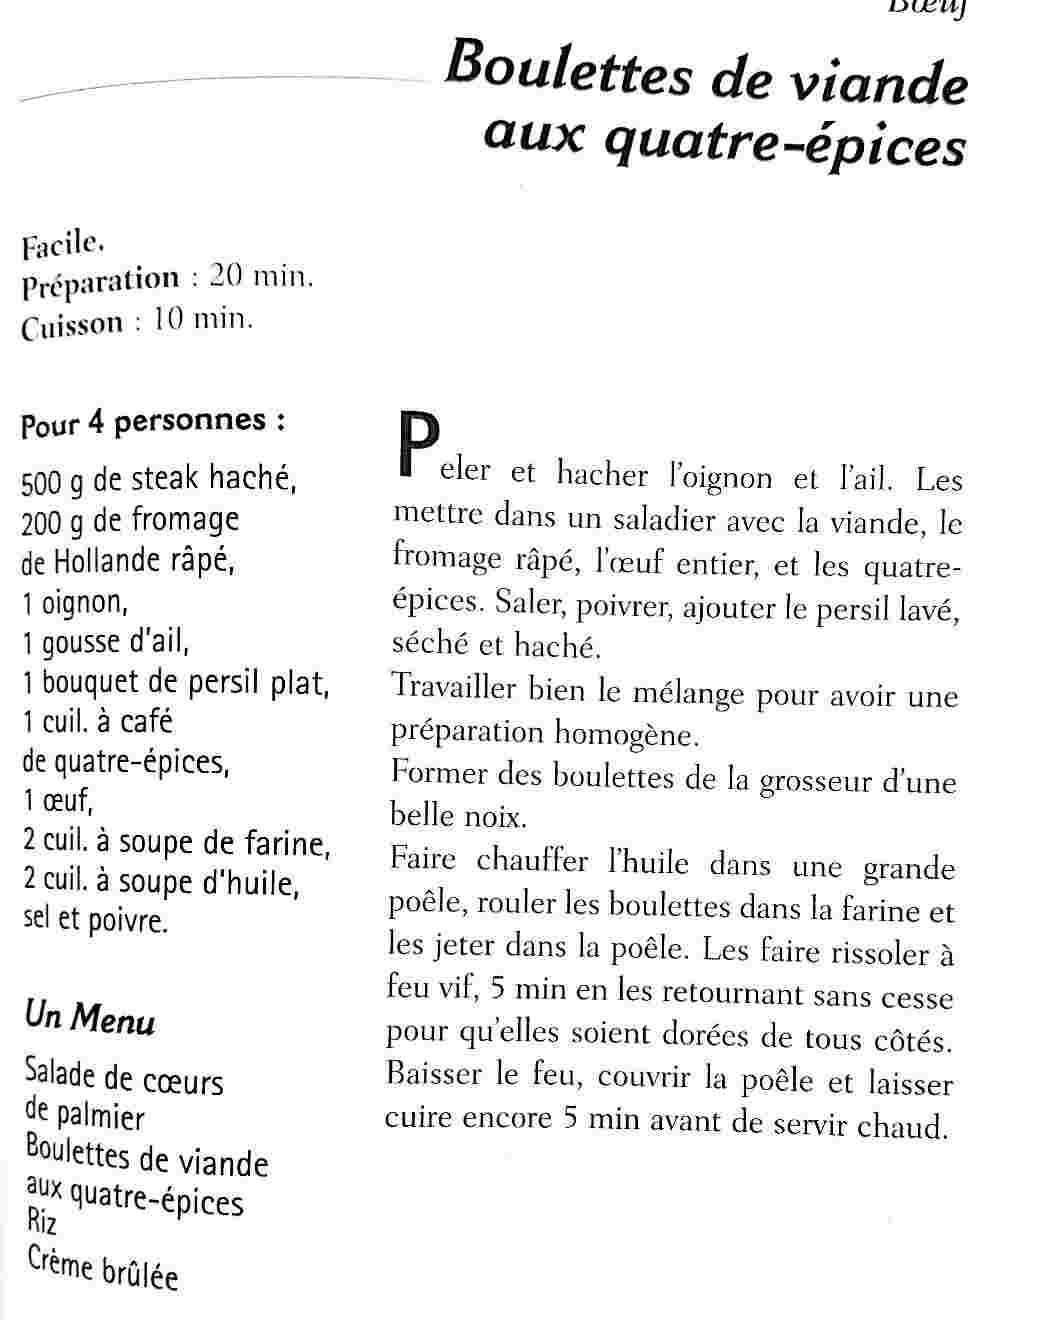 Bœuf
Boulettes de viande
aux quatre-épices
Facile.
Préparation : 20 min.
Cuisson : 10 min.
Pour 4 personnes :
500 g de steak haché,
200 g de fromage
de Hollande râpé,
1 oignon,
1 gousse d'ail,
1 bouquet de persil plat,
1 cuil. à café
de quatre-épices,
1 œuf,
2 cuil. à soupe de farine,
2 cuil. à soupe d'huile,
sel et poivre.
Un Menu
Salade de cœurs
de palmier
Boulettes de viande
aux quatre-épices
Riz
Crème brûlée
Peler et hacher l'oignon et l'ail. Les
mettre dans un saladier avec la viande, le
fromage râpé, l'œuf entier, et les quatre-
épices. Saler, poivrer, ajouter le persil lavé,
séché et haché.
Travailler bien le mélange pour avoir une
préparation homogène.
Former des boulettes de la grosseur d'une
belle noix.
Faire chauffer l'huile dans une grande
poêle, rouler les boulettes dans la farine et
les jeter dans la poêle. Les faire rissoler à
feu vif, 5 min en les retournant sans cesse
pour qu'elles soient dorées de tous côtés.
Baisser le feu, couvrir la poêle et laisser
cuire encore 5 min avant de servir chaud.